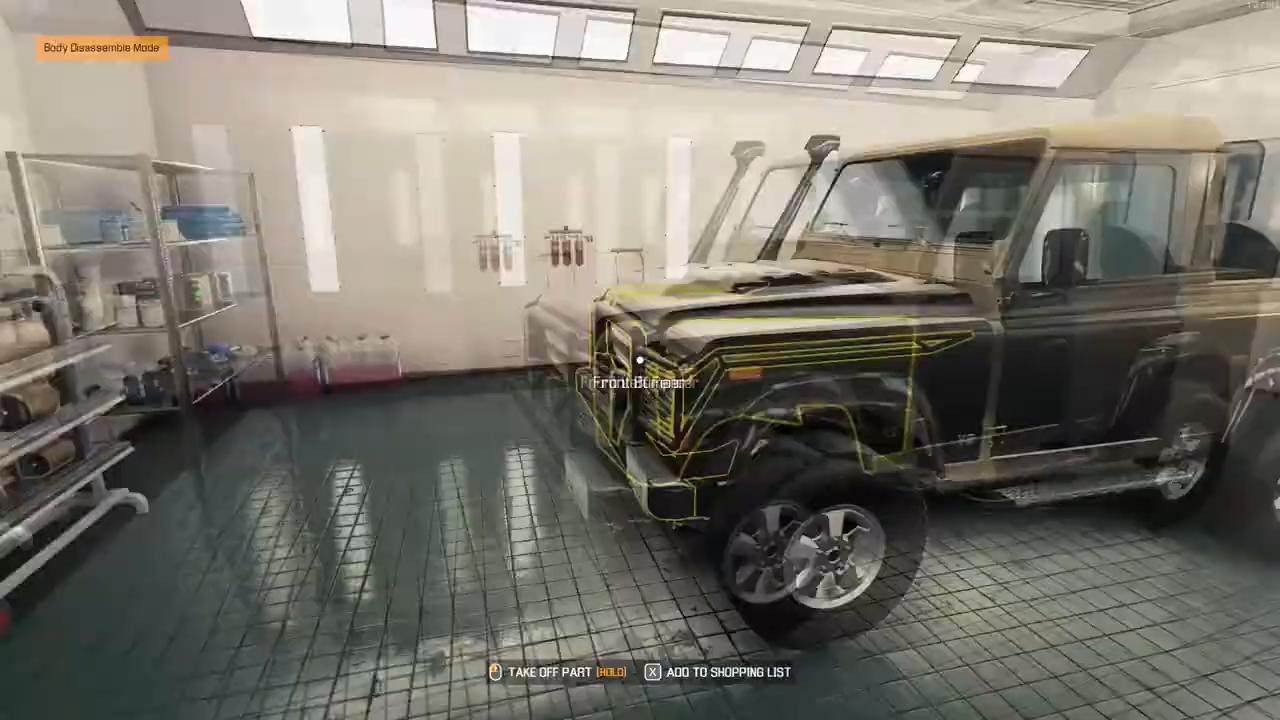 Body Disassemble Mode
Front Bumper
TAKE OFF PART [HOLD]
X ADD TO SHOPPING LIST